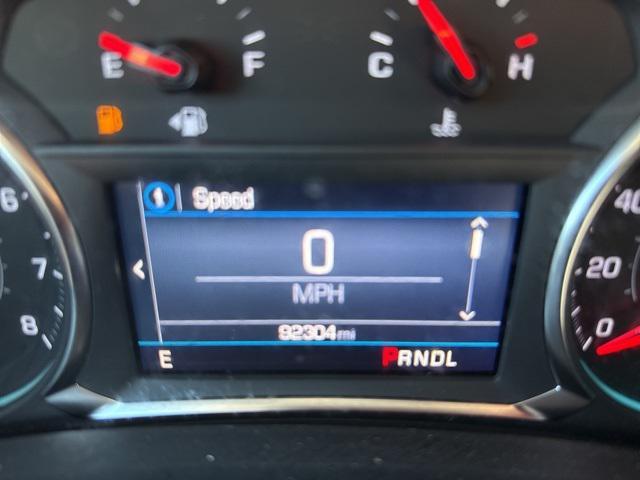 E F C H
Speed
6
7
8
0
MPH
92304 mi
E PRNDL
40
20
0